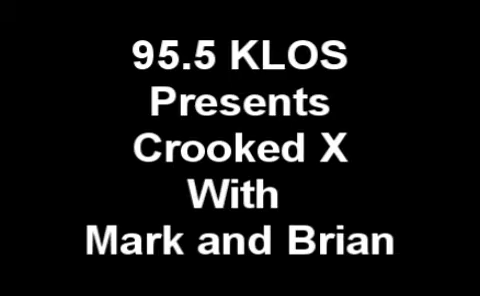 95.5 KLOS
Presents
Crooked X
With
Mark and Brian